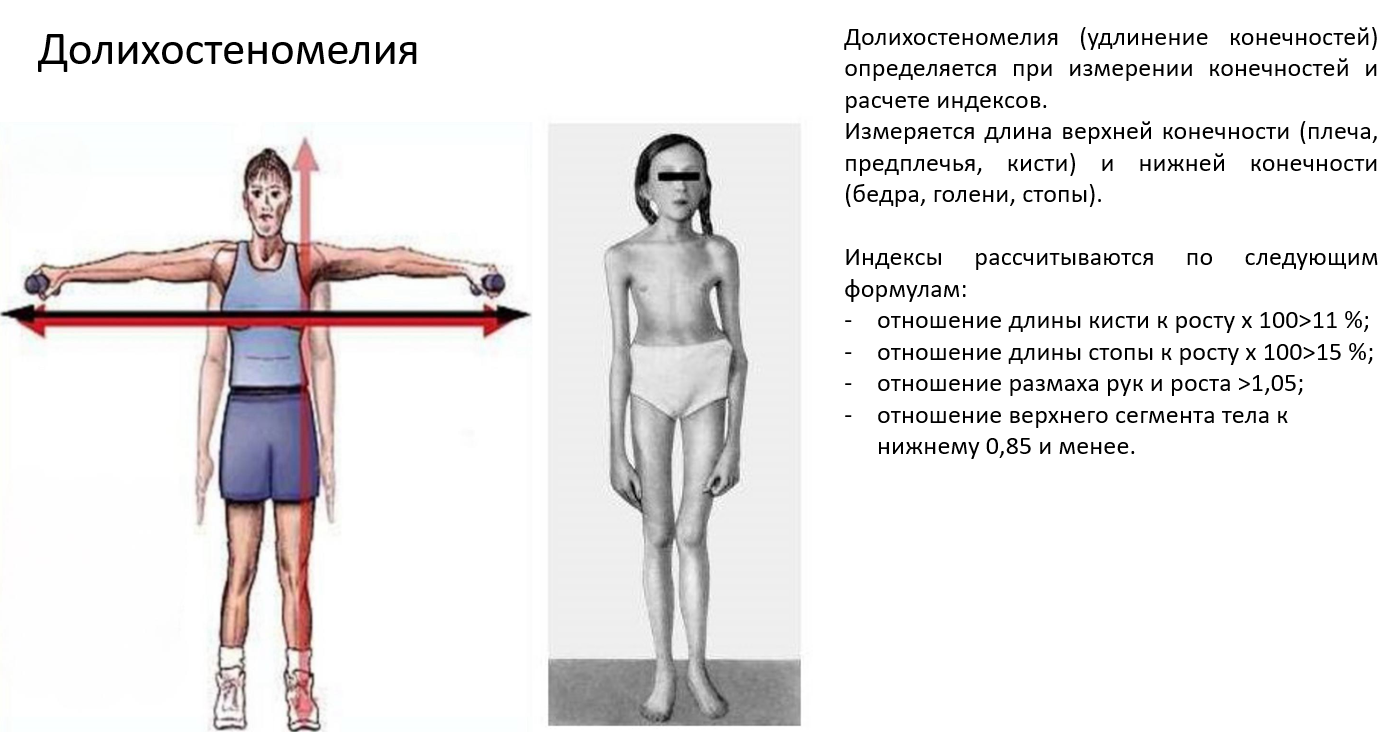 Долихостеномелия
Долихостеномелия (удлинение конечностей)
определяется при измерении конечностей и
расчете индексов.
Измеряется длина верхней конечности (плеча,
предплечья, кисти) и нижней конечности
(бедра, голени, стопы).
Индексы рассчитываются по следующим
формулам:
- отношение длины кисти к росту х 100>11 %;
- отношение длины стопы к росту х 100>15 %;
- отношение размаха рук и роста >1,05;
- отношение верхнего сегмента тела к
нижнему 0,85 и менее.